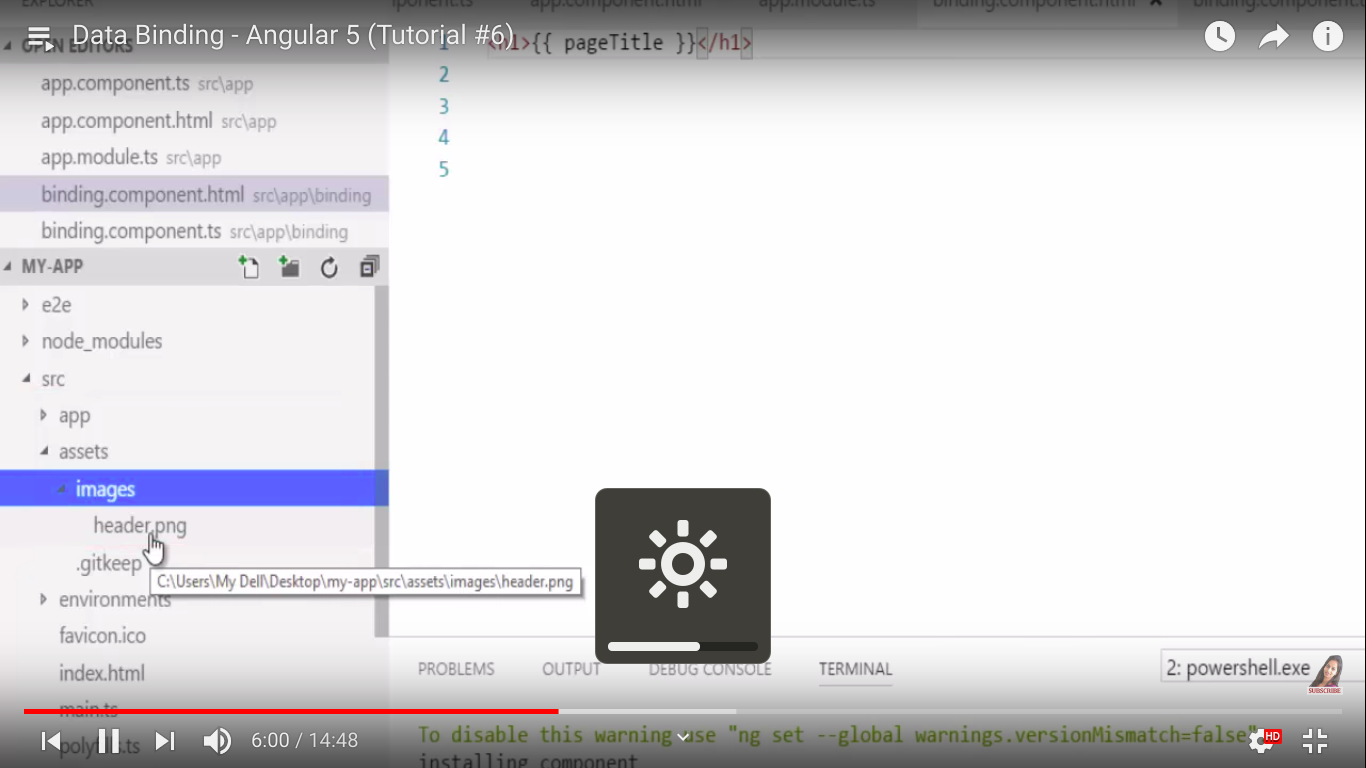 EXPLORER
app.component.html
app.module.ts
binding.component.html
Data Binding - Angular 5 (Tutorial #6)
OPEN EDITORS
1 <h1>{{ pageTitle }}</h1>
app.component.ts src\app
2
app.component.html src\app
3
app.module.ts src\app
4
5
binding.component.html src\app\binding
binding.component.ts src\app\binding
MY-APP
e2e
node_modules
src
app
assets
images
header.png
.gitkeep
C:\Users\My Dell\Desktop\my-app\src\assets\images\header.png
environments
favicon.ico
index.html
PROBLEMS OUTPUT DEBUG CONSOLE TERMINAL 2: powershell.exe
SUBSCRIBE
main.ts
polyfills.ts
6:00 / 14:48
HD
To disable this warning use "ng set --global warnings.versionMismatch=false"
installing component